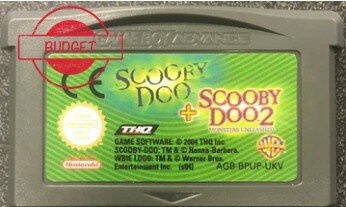 BUDGET
GAME BOY ADVANCE
CE
SCOOBY DOO
+
SCOOBY DOO 2
MONSTERS UNLEASHED
THQ
Nintendo
GAME SOFTWARE: © 2004 THQ Inc.
SCOOBY-DOO: TM & © Hanna-Barbera.
WBIE LOGO: TM & © Warner Bros.
Entertainment Inc. (s04)
AGB-BPUP-UKV